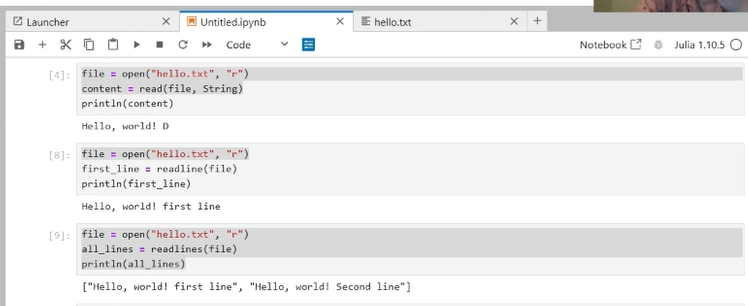 Launcher Untitled.ipynb hello.txt
Code Notebook Julia 1.10.5
[4]: file = open("hello.txt", "r")
content = read(file, String)
println(content)
Hello, world! D
[8]: file = open("hello.txt", "r")
first_line = readline(file)
println(first_line)
Hello, world! first line
[9]: file = open("hello.txt", "r")
all_lines = readlines(file)
println(all_lines)
["Hello, world! first line", "Hello, world! Second line"]